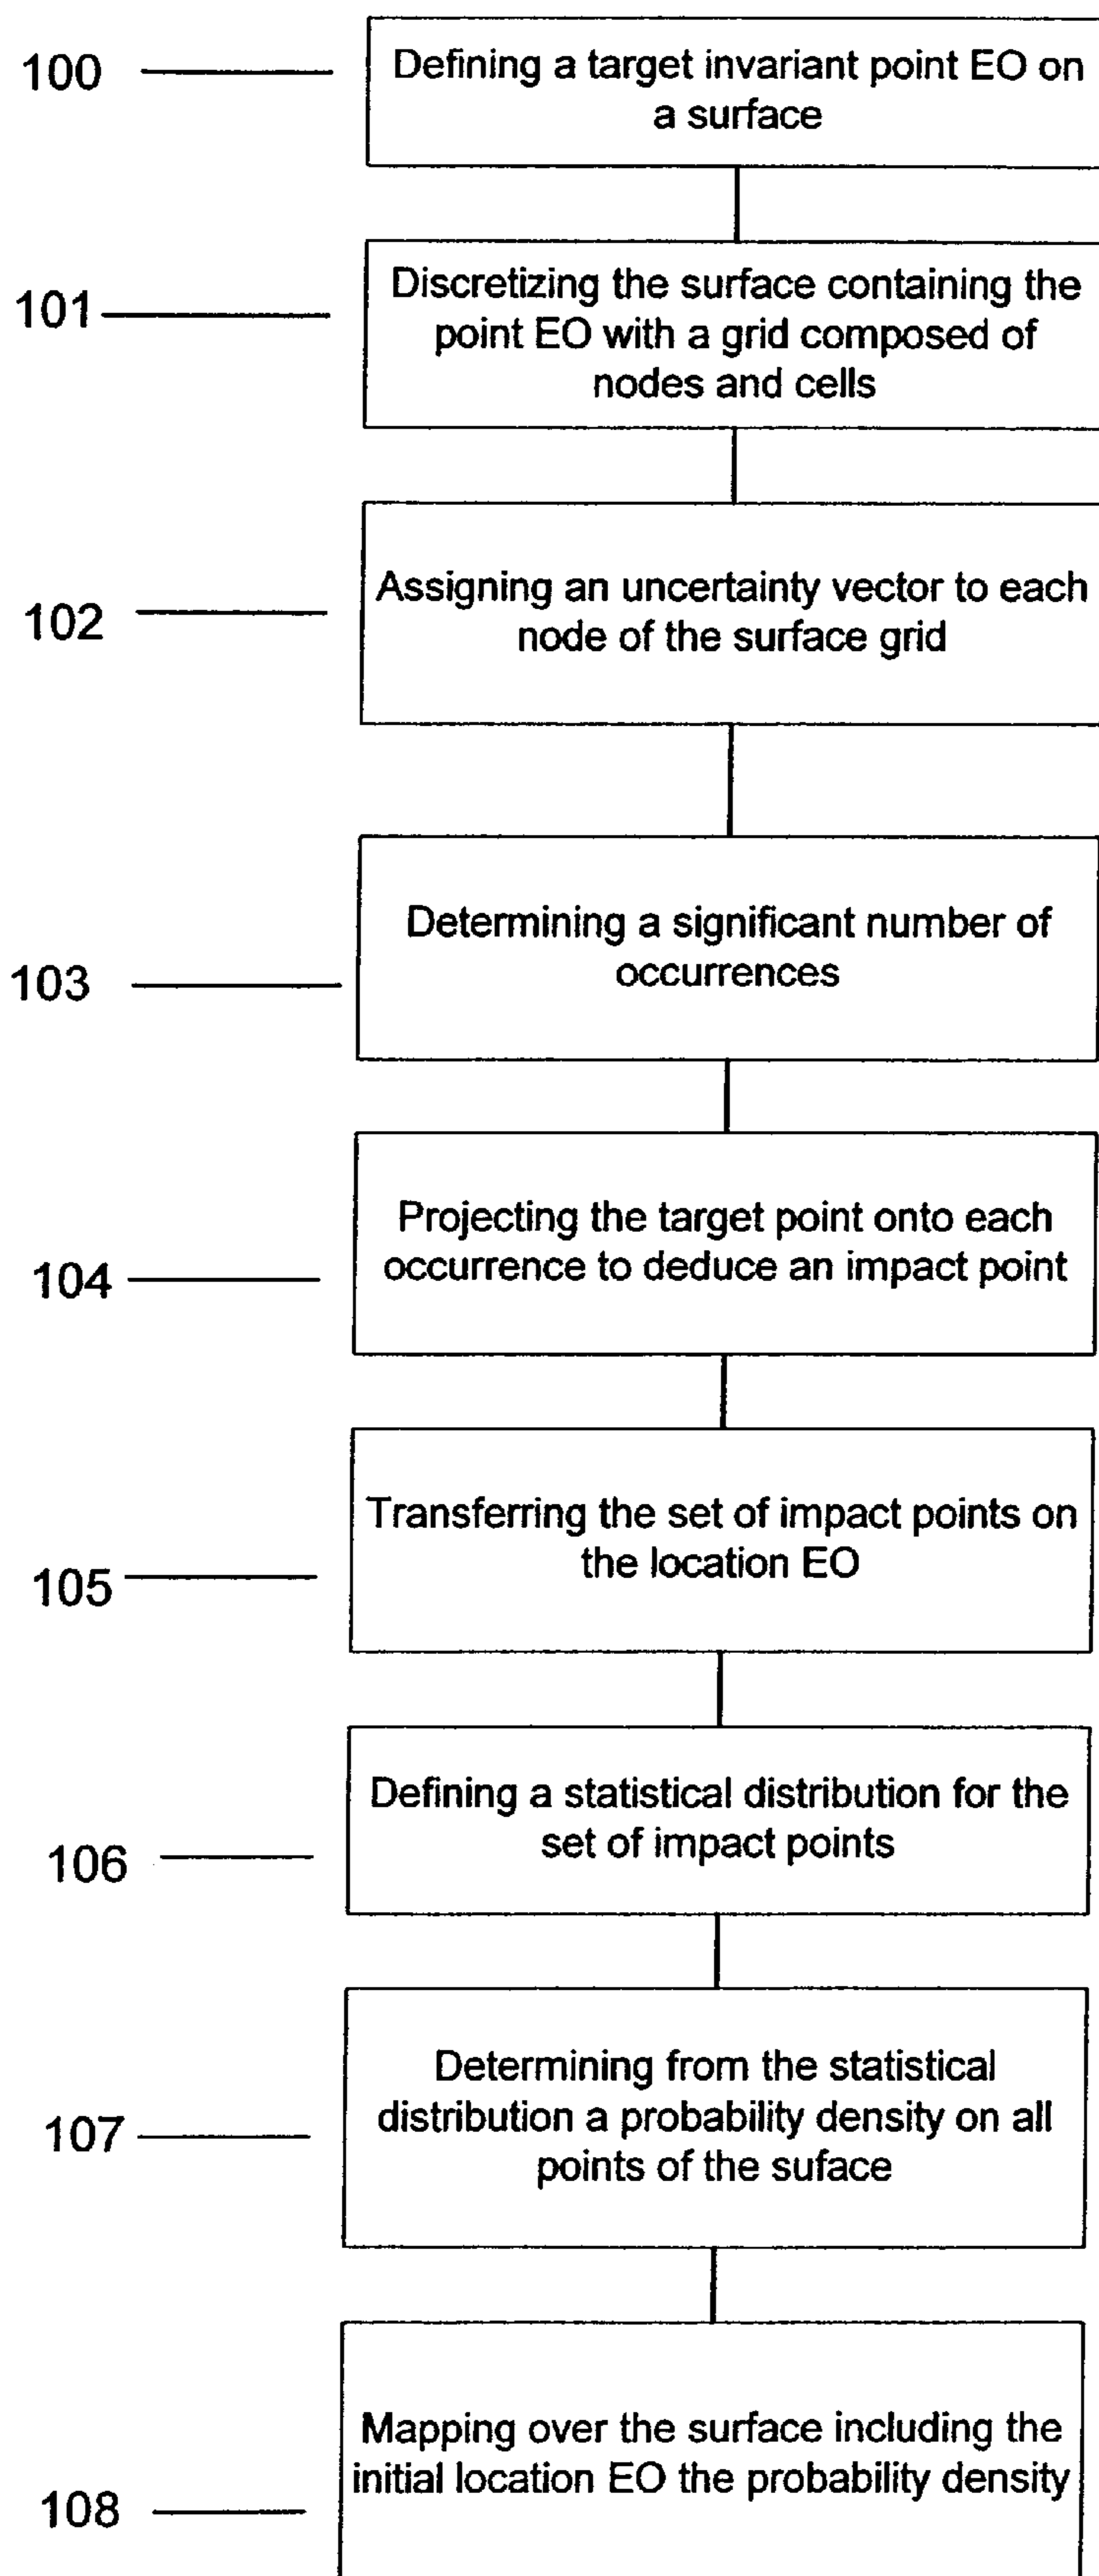 100
Defining a target invariant point EO on
a surface
101
Discretizing the surface containing the
point EO with a grid composed of
nodes and cells
102
Assigning an uncertainty vector to each
node of the surface grid
103
Determining a significant number of
occurrences
104
Projecting the target point onto each
occurrence to deduce an impact point
105
Transferring the set of impact points on
the location EO
106
Defining a statistical distribution for the
set of impact points
107
Determining from the statistical
distribution a probability density on all
points of the suface
108
Mapping over the surface including the
initial location EO the probability density